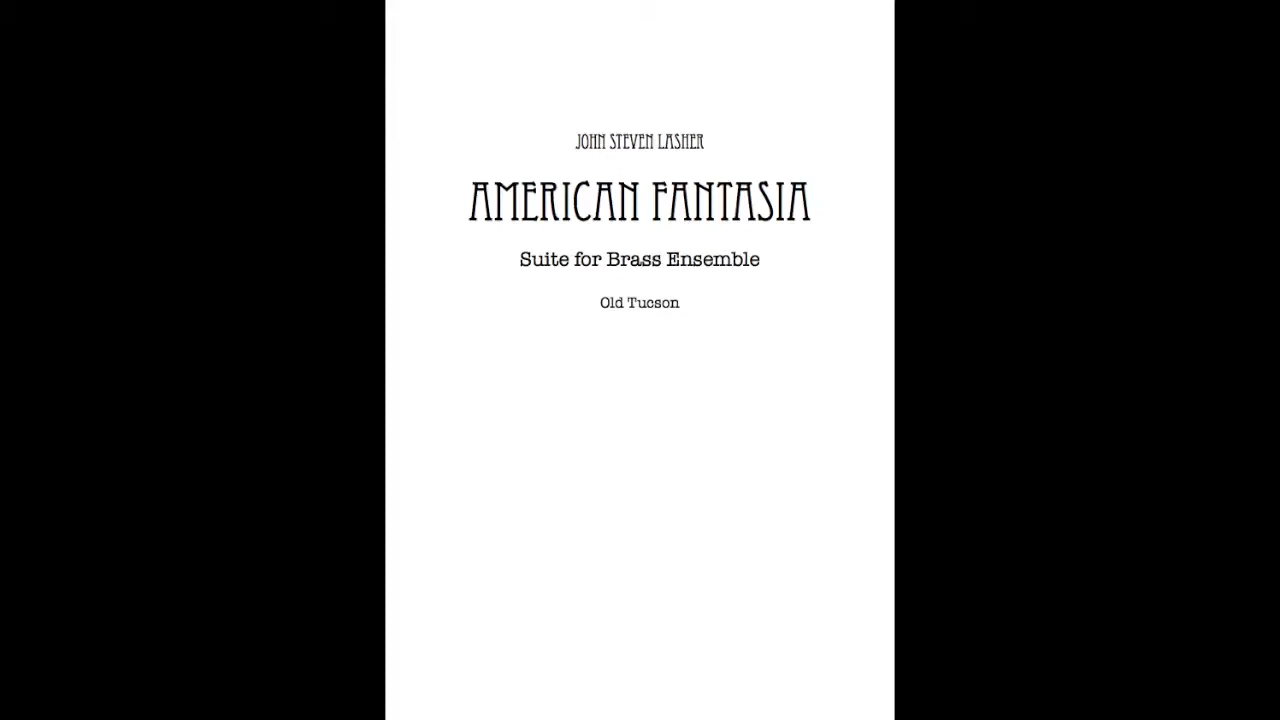 JOHN STEVEN LASHER
AMERICAN FANTASIA
Suite for Brass Ensemble
Old Tucson